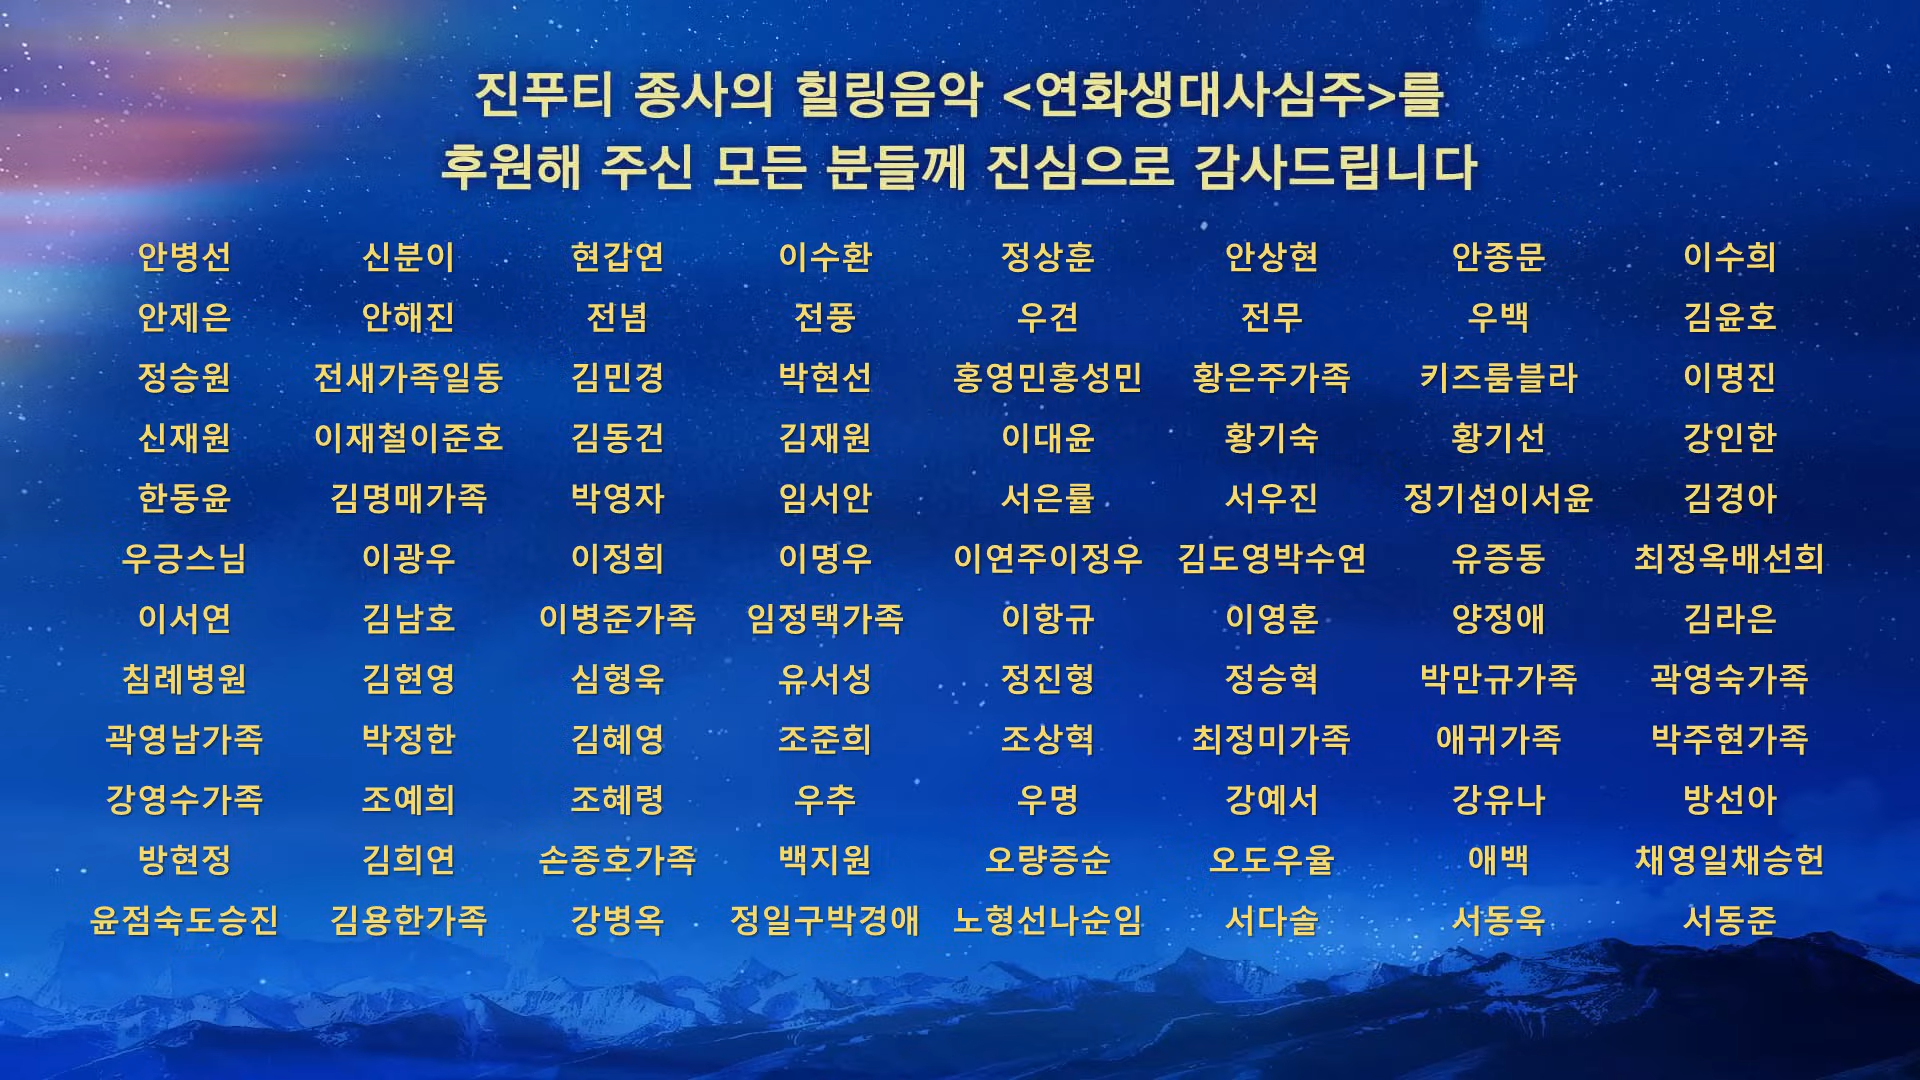 진푸티 종사의 힐링음악 <연화생대사심주>를
후원해 주신 모든 분들께 진심으로 감사드립니다
안병선 신분이 현갑연 이수환 정상훈 안상현 안종문 이수희
안제은 안해진 전념 전풍 우견 전무 우백 김윤호
정승원 전새가족일동 김민경 박현선 홍영민홍성민 황은주가족 키즈룸블라 이명진
신재원 이재철이준호 김동건 김재원 이대윤 황기숙 황기선 강인한
한동윤 김명매가족 박영자 임서안 서은률 서우진 정기섭이서윤 김경아
우긍스님 이광우 이정희 이명우 이연주이정우 김도영박수연 유증동 최정옥배선희
이서연 김남호 이병준가족 임정택가족 이항규 이영훈 양정애 김라은
침례병원 김현영 심형욱 유서성 정진형 정승혁 박만규가족 곽영숙가족
곽영남가족 박정한 김혜영 조준희 조상혁 최정미가족 애귀가족 박주현가족
강영수가족 조예희 조혜령 우추 우명 강예서 강유나 방선아
방현정 김희연 손종호가족 백지원 오량증순 오도우율 애백 채영일채승헌
윤점숙도승진 김용한가족 강병옥 정일구박경애 노형선나순임 서다솔 서동욱 서동준